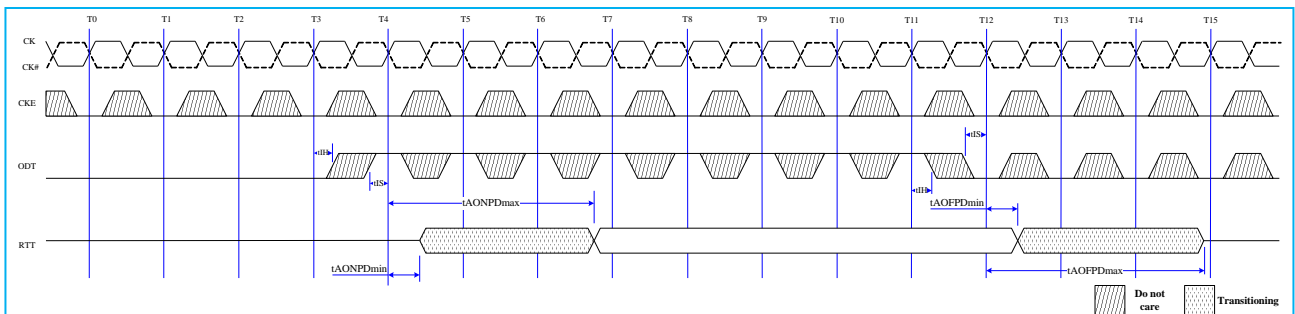 T0 T1 T2 T3 T4 T5 T6 T7 T8 T9 T10 T11 T12 T13 T14 T15
CK
CK#
CKE
tIS
tIH
ODT
tIS
tIH
tAONPDmax
tAOFPDmin
RTT
tAONPDmin
tAOFPDmax
Do not care
Transitioning